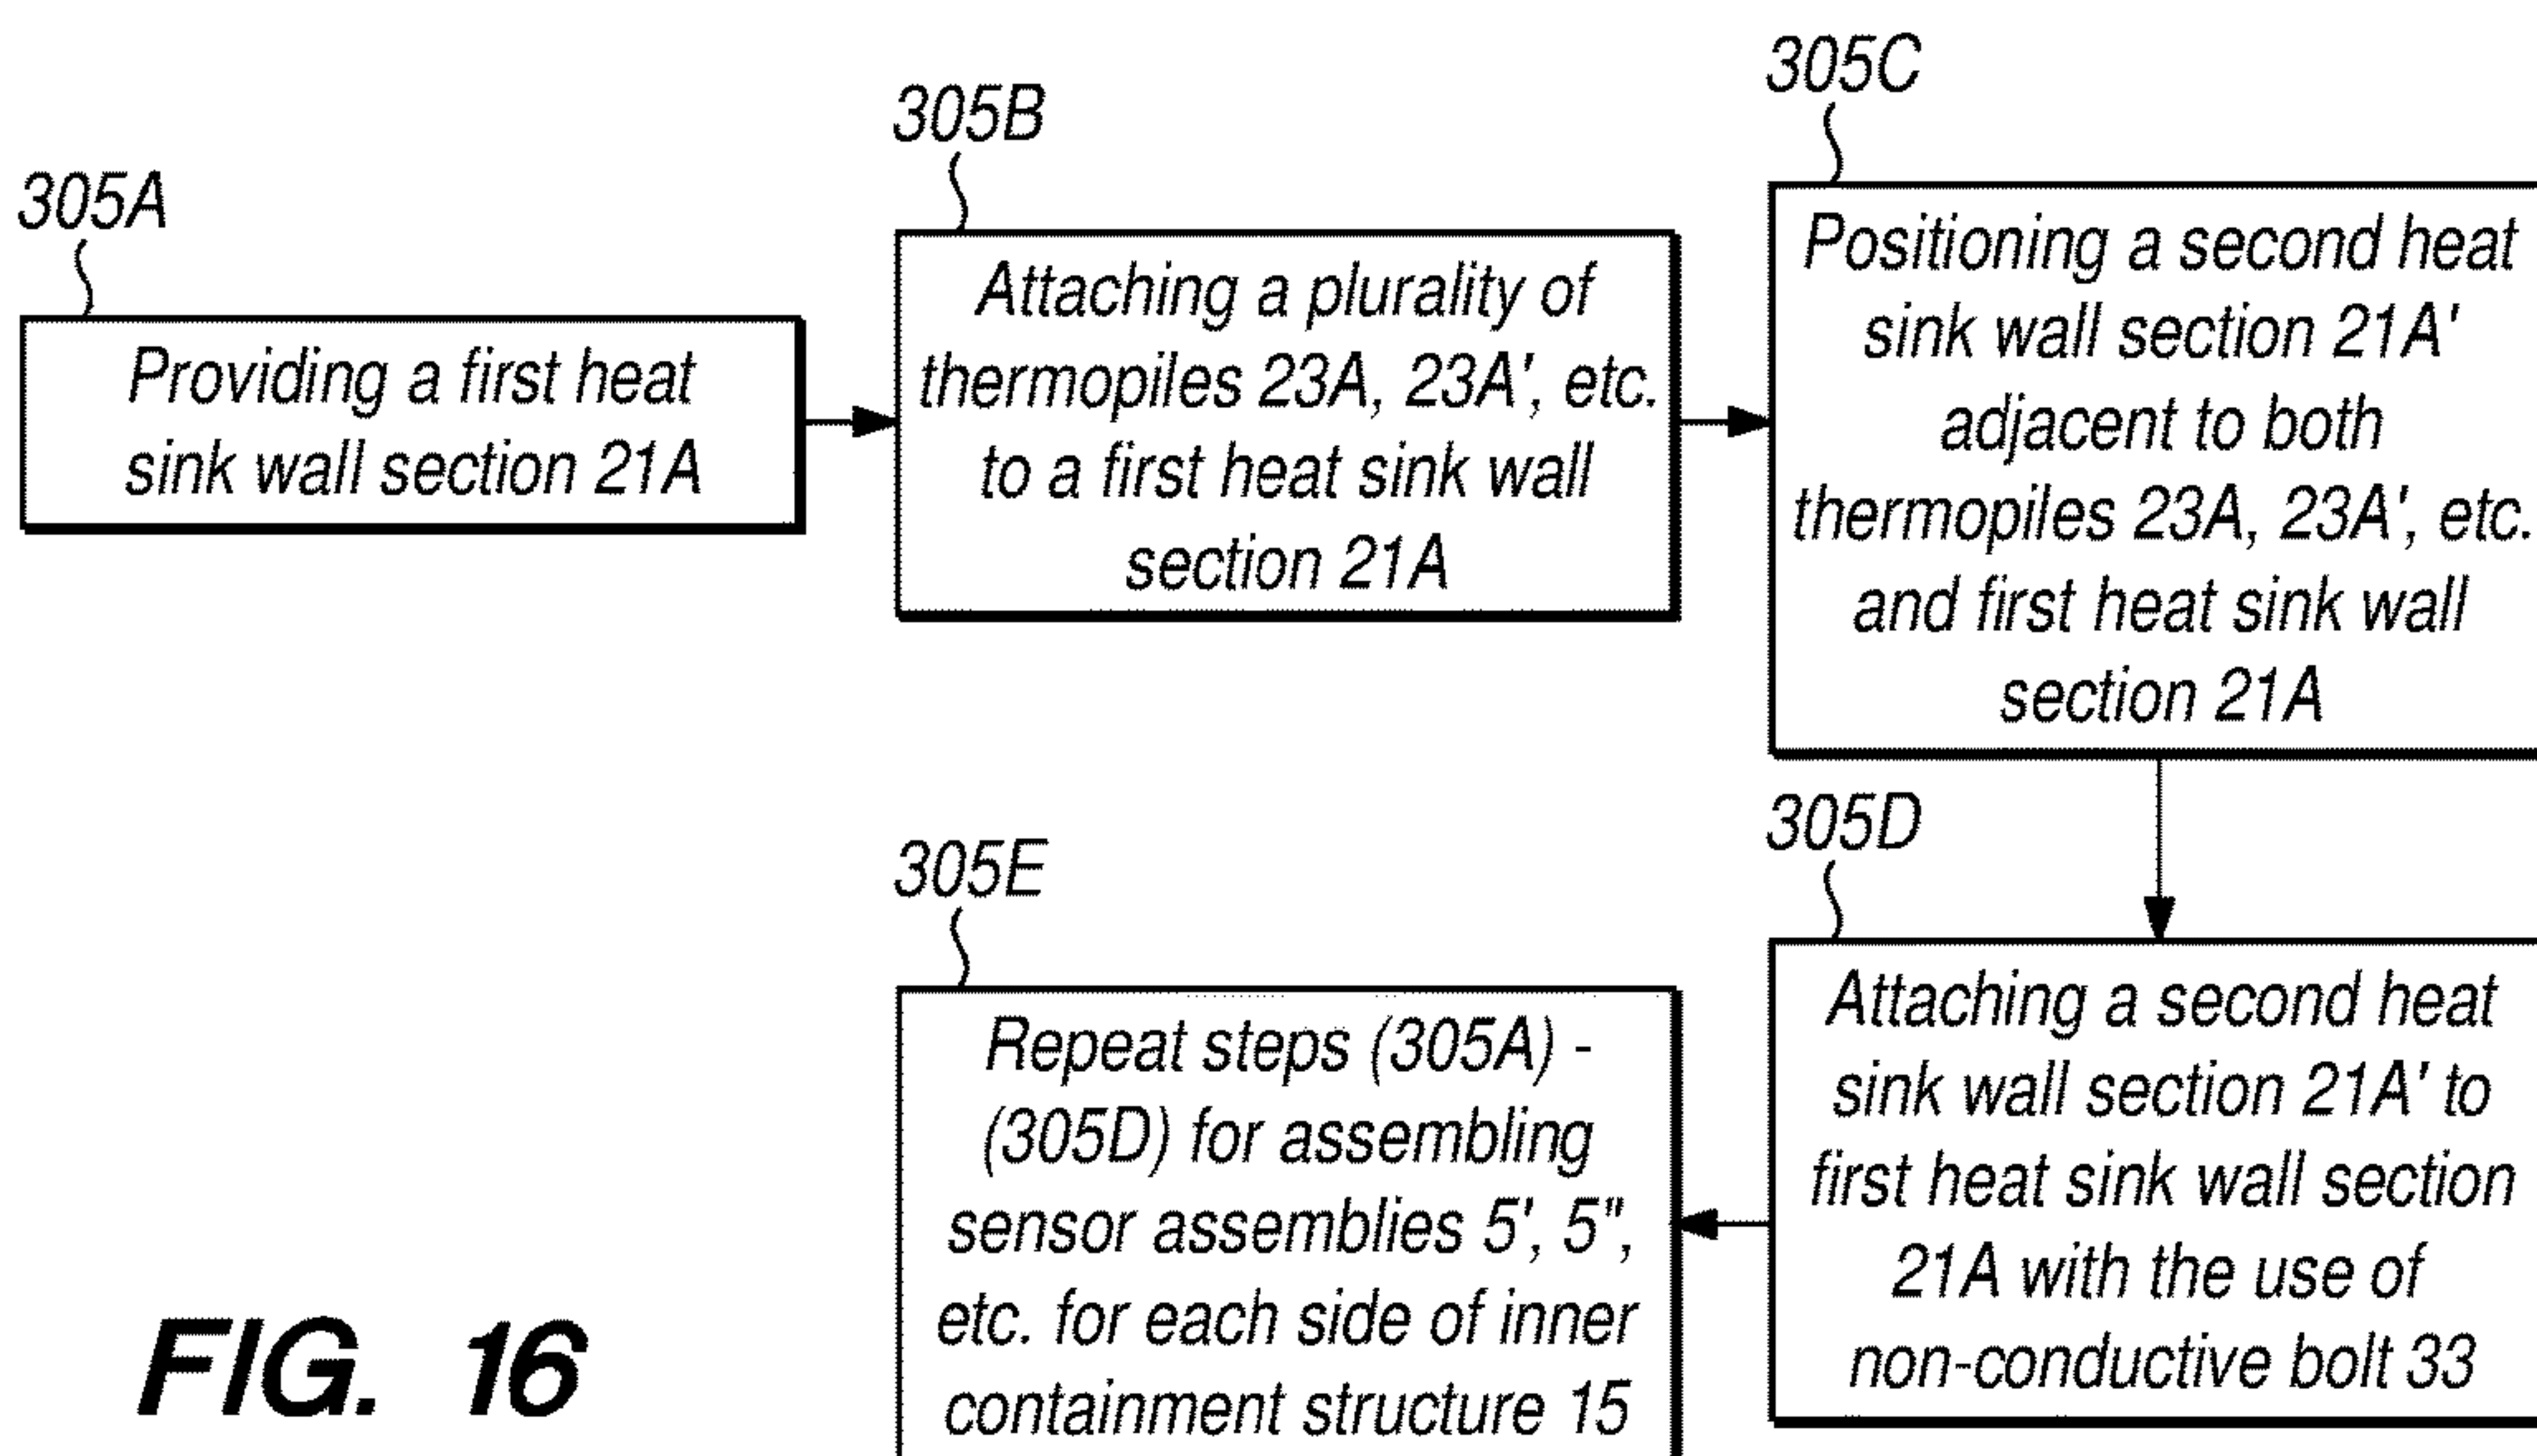 305A
Providing a first heat
sink wall section 21A
305B
Attaching a plurality of
thermopiles 23A, 23A', etc.
to a first heat sink wall
section 21A
305C
Positioning a second heat
sink wall section 21A'
adjacent to both
thermopiles 23A, 23A', etc.
and first heat sink wall
section 21A
305D
Attaching a second heat
sink wall section 21A' to
first heat sink wall section
21A with the use of
non-conductive bolt 33
305E
Repeat steps (305A) -
(305D) for assembling
sensor assemblies 5', 5",
etc. for each side of inner
containment structure 15
FIG. 16